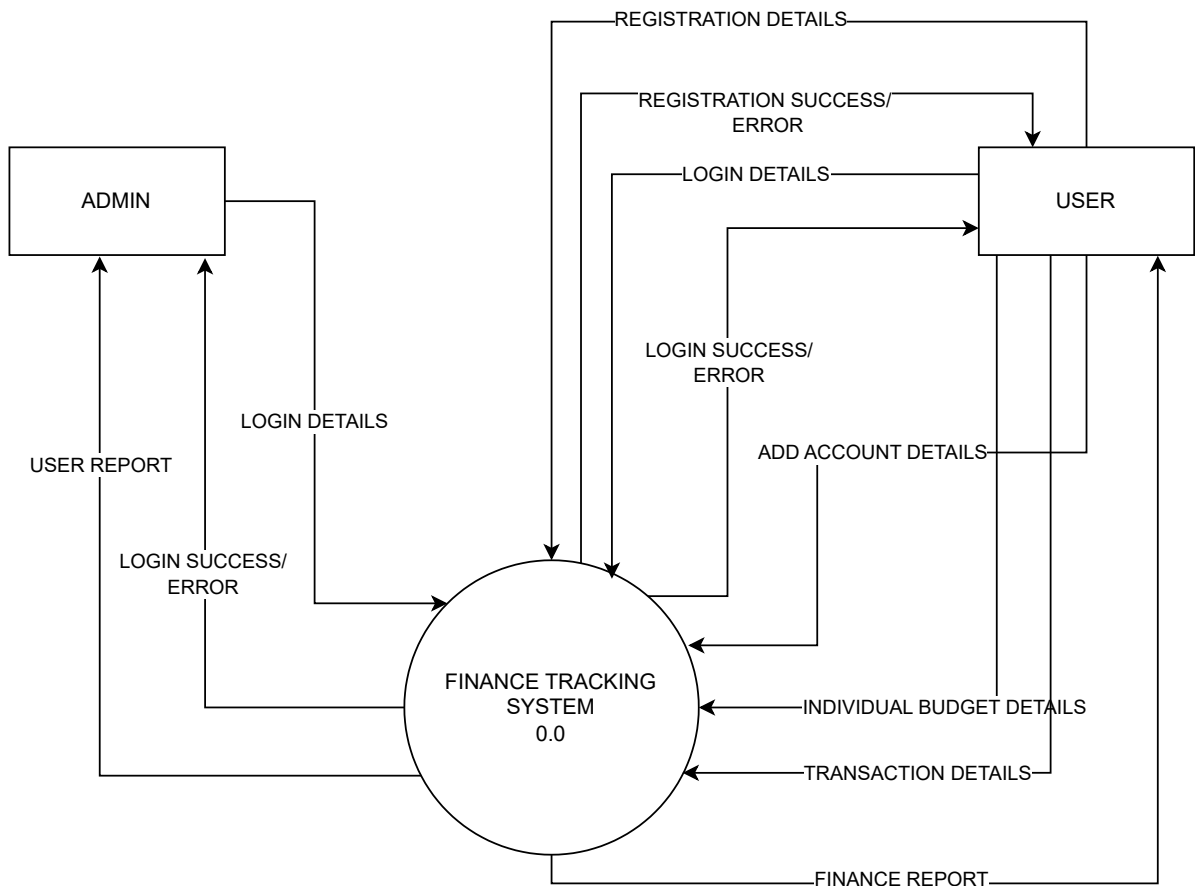 REGISTRATION DETAILS
REGISTRATION SUCCESS/
ERROR
LOGIN DETAILS
ADMIN
USER
LOGIN SUCCESS/
ERROR
LOGIN DETAILS
ADD ACCOUNT DETAILS
USER REPORT
LOGIN SUCCESS/
ERROR
FINANCE TRACKING
SYSTEM
0.0
INDIVIDUAL BUDGET DETAILS
TRANSACTION DETAILS
FINANCE REPORT